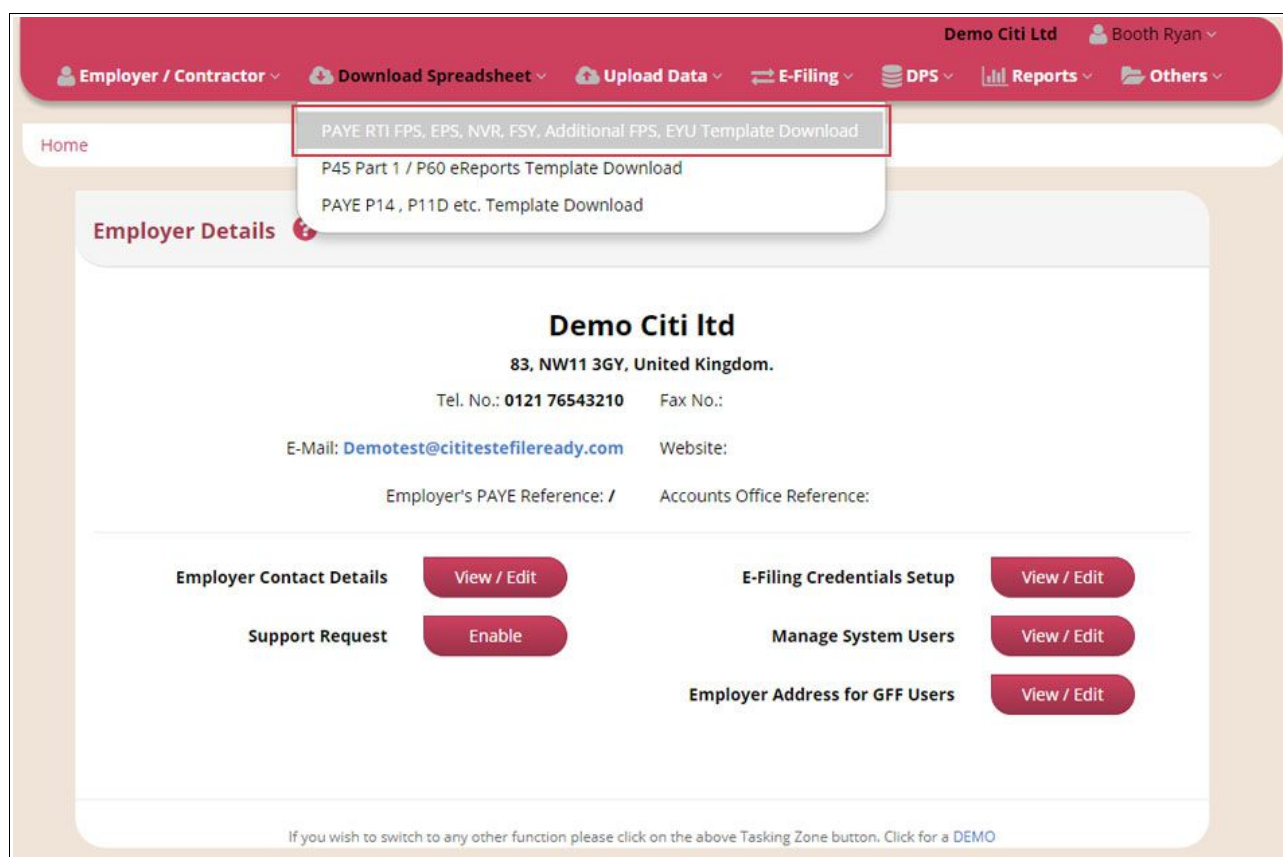 Demo Citi Ltd Booth Ryan
Employer / Contractor Download Spreadsheet Upload Data E-Filing DPS Reports Others
PAYE RTI FPS, EPS, NVR, FSY, Additional FPS, EYU Template Download
Home
P45 Part 1 / P60 eReports Template Download
PAYE P14 , P11D etc. Template Download
Employer Details ?
Demo Citi ltd
83, NW11 3GY, United Kingdom.
Tel. No.: 0121 76543210 Fax No.:
E-Mail: Demotest@cititestefileready.com Website:
Employer's PAYE Reference: / Accounts Office Reference:
Employer Contact Details View / Edit E-Filing Credentials Setup View / Edit
Support Request Enable Manage System Users View / Edit
Employer Address for GFF Users View / Edit
If you wish to switch to any other function please click on the above Tasking Zone button. Click for a DEMO